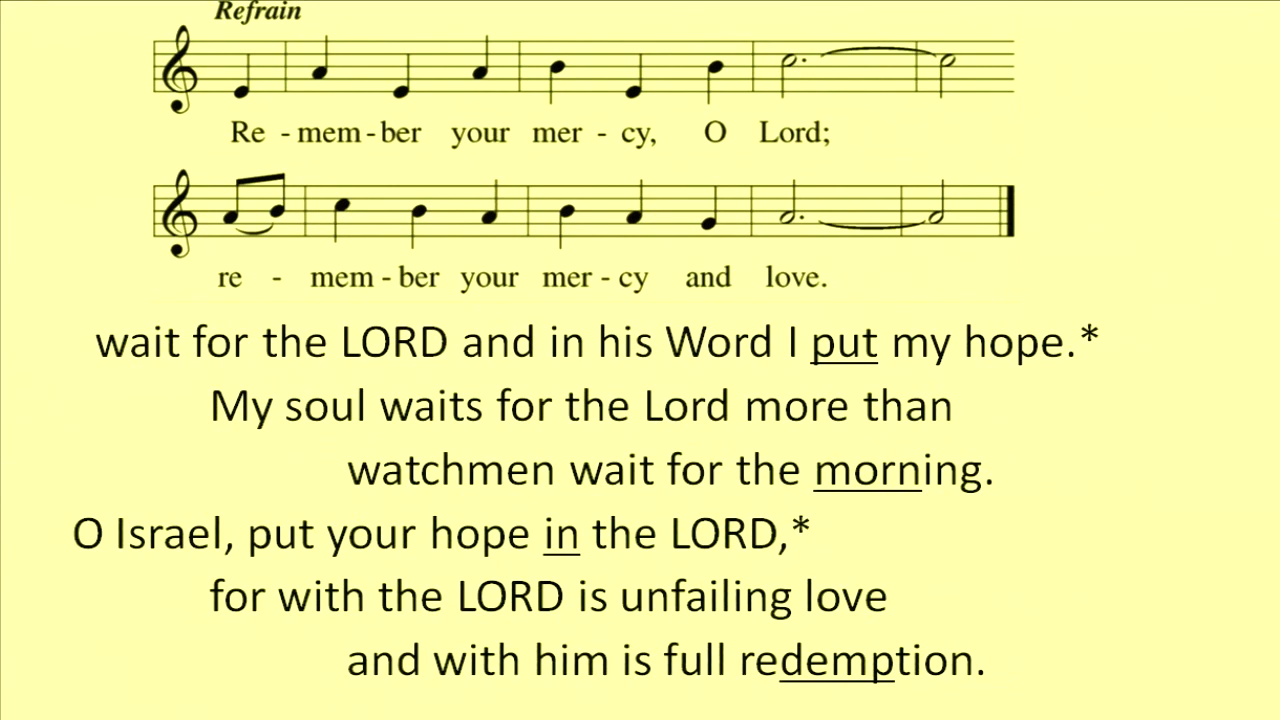 Refrain
Re - mem - ber your mer - cy, O Lord;
re - mem - ber your mer - cy and love.
wait for the LORD and in his Word I put my hope.*
My soul waits for the Lord more than
watchmen wait for the morning.
O Israel, put your hope in the LORD,*
for with the LORD is unfailing love
and with him is full redemption.